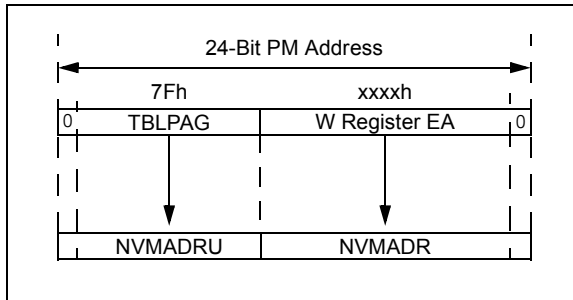 24-Bit PM Address
7Fh xxxxh
0 TBLPAG W Register EA 0
NVMADRU NVMADR